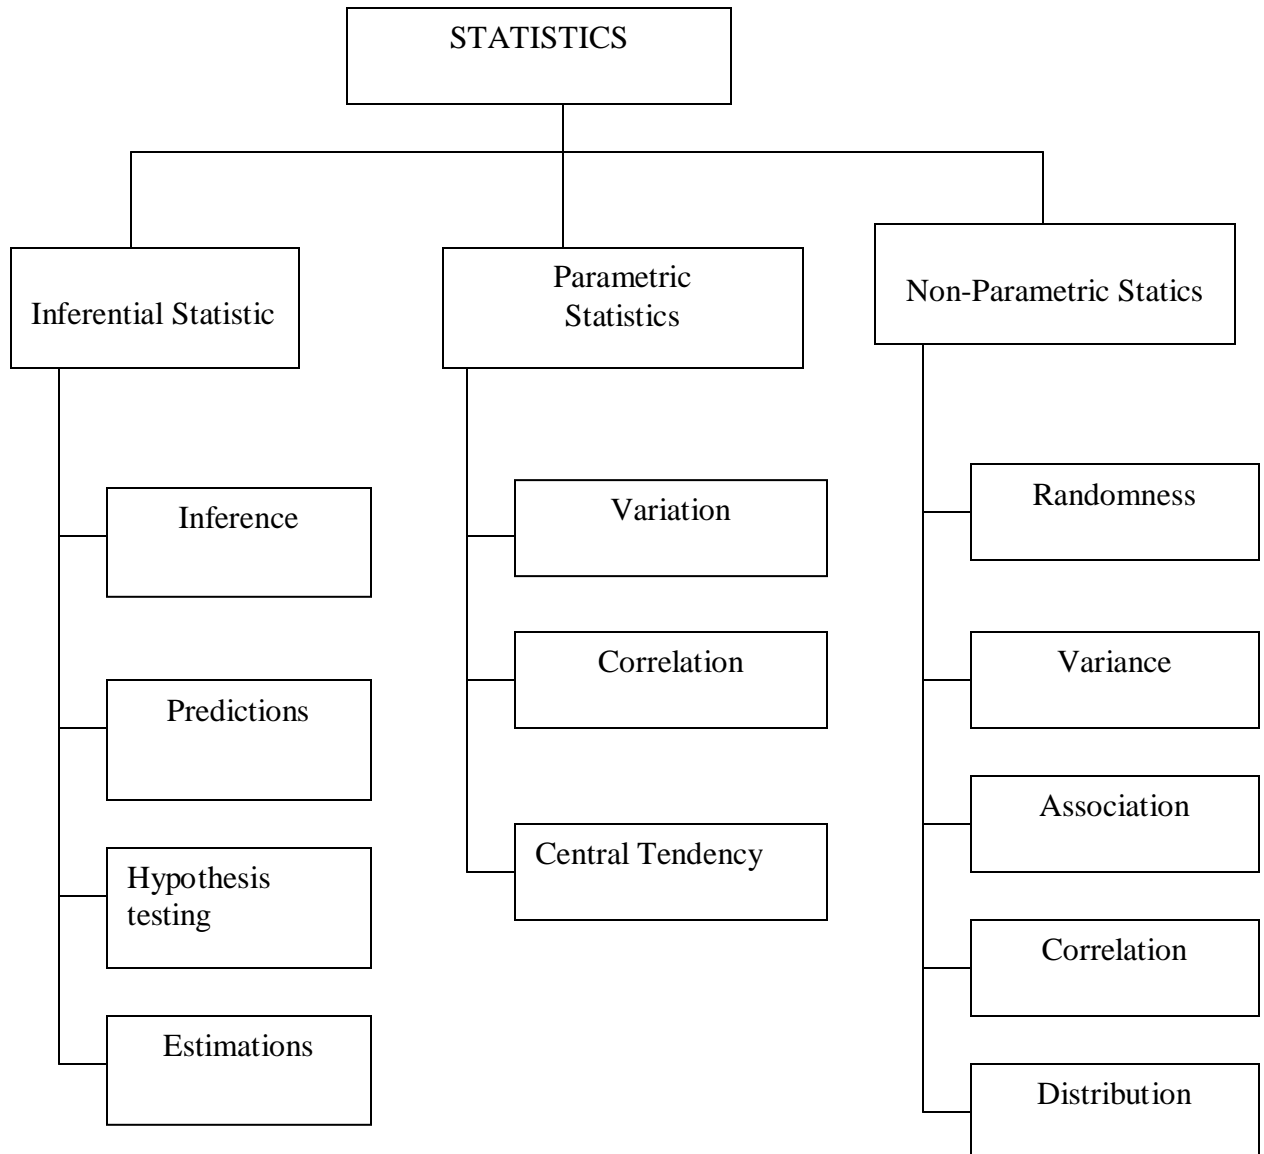 STATISTICS
Inferential Statistic
Parametric
Statistics
Non-Parametric Statics
Inference
Predictions
Hypothesis
testing
Estimations
Variation
Correlation
Central Tendency
Randomness
Variance
Association
Correlation
Distribution